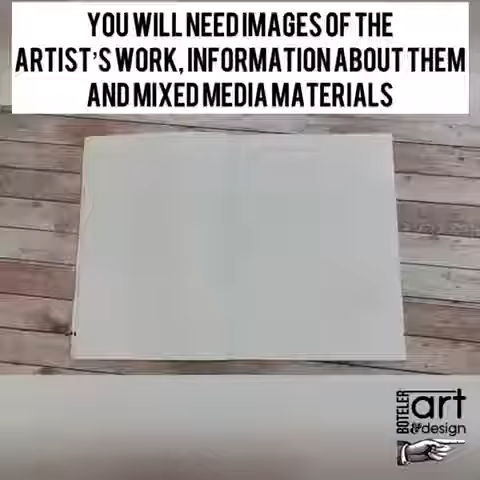 YOU WILL NEED IMAGES OF THE
ARTIST'S WORK, INFORMATION ABOUT THEM
AND MIXED MEDIA MATERIALS
BOTELER
art
& design